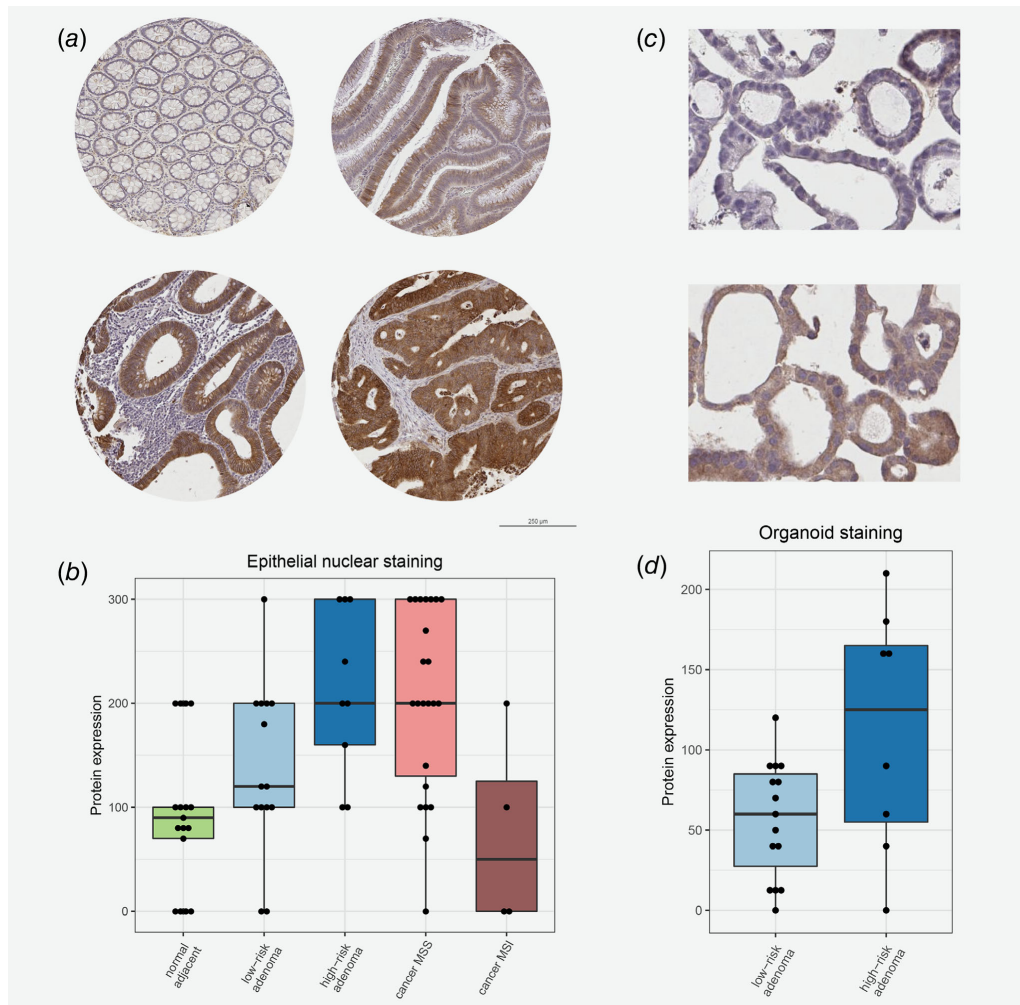 (a)
(c)
250 µm
(b)
Epithelial nuclear staining
Protein expression
300
200
100
0
normal
adjacent
low−risk
adenoma
high−risk
adenoma
cancer MSS
cancer MSI
(d)
Organoid staining
Protein expression
200
150
100
50
0
low−risk
adenoma
high−risk
adenoma